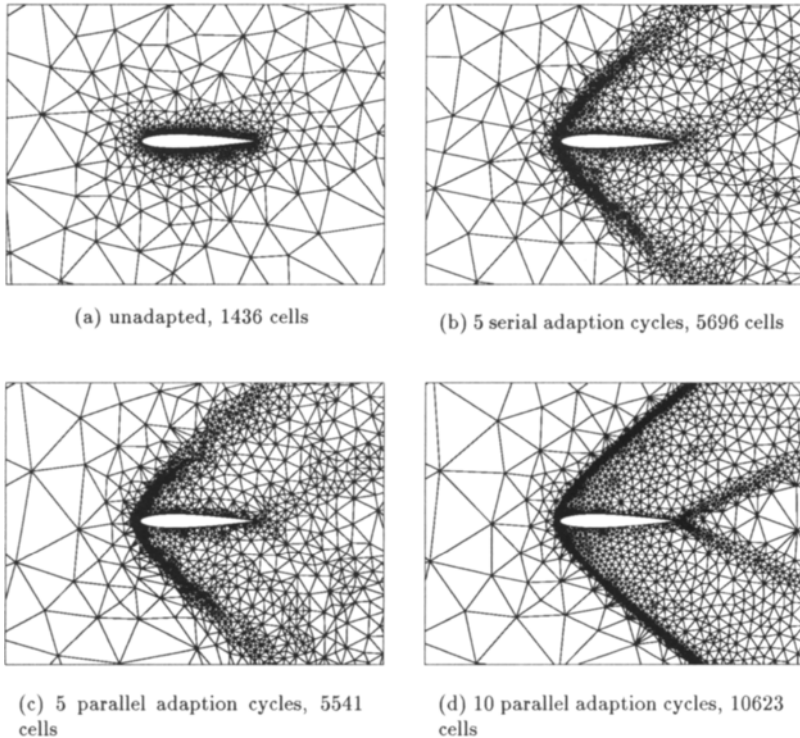 (a) unadapted, 1436 cells
(b) 5 serial adaption cycles, 5696 cells
(c) 5 parallel adaption cycles, 5541
cells
(d) 10 parallel adaption cycles, 10623
cells